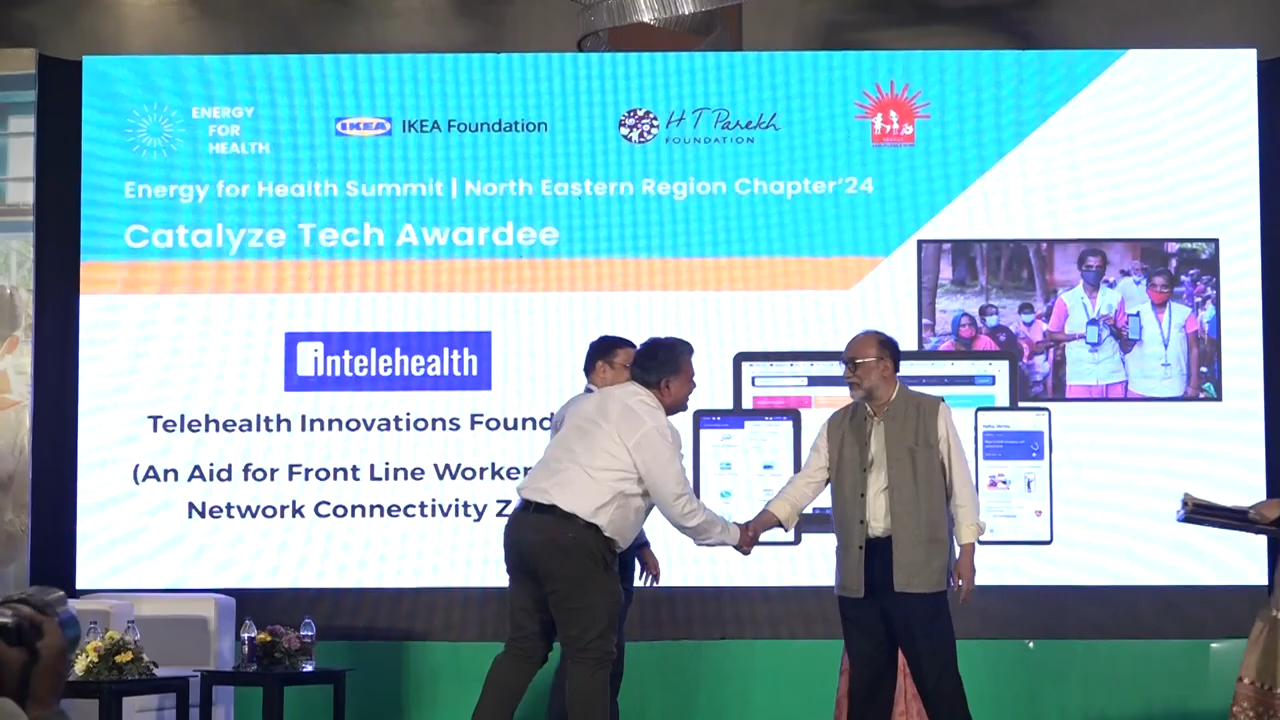 ENERGY
FOR
HEALTH
IKEA
IKEA Foundation
H T Parekh
FOUNDATION
Energy for Health Summit | North Eastern Region Chapter'24
Catalyze Tech Awardee
intelehealth
Telehealth Innovations Found
(An Aid for Front Line Worker
Network Connectivity Z